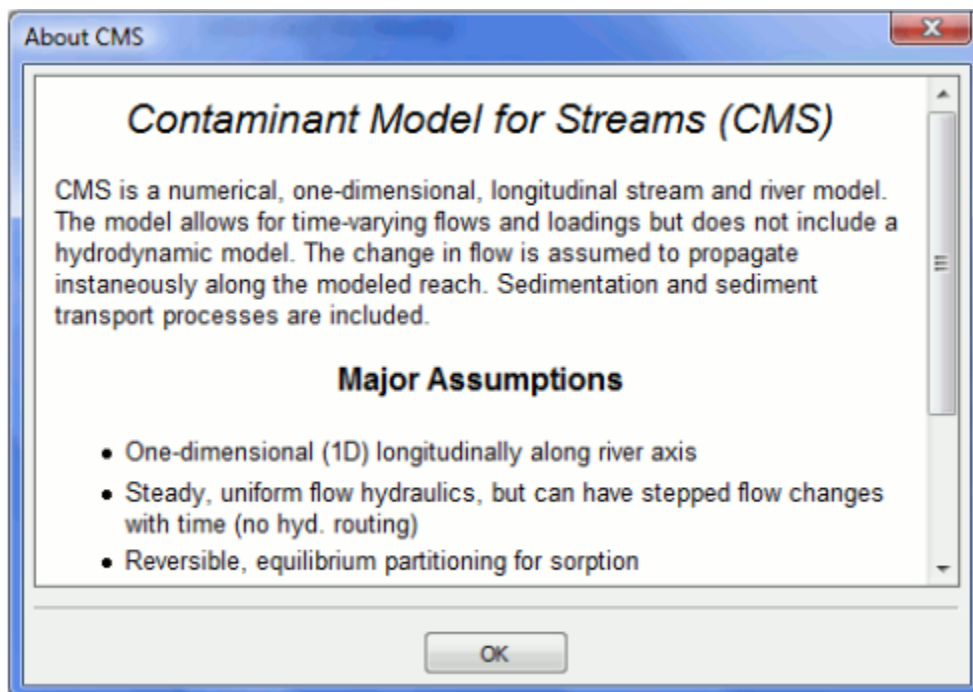 About CMS
Contaminant Model for Streams (CMS)
CMS is a numerical, one-dimensional, longitudinal stream and river model.
The model allows for time-varying flows and loadings but does not include a
hydrodynamic model. The change in flow is assumed to propagate
instaneously along the modeled reach. Sedimentation and sediment
transport processes are included.
Major Assumptions
• One-dimensional (1D) longitudinally along river axis
• Steady, uniform flow hydraulics, but can have stepped flow changes
with time (no hyd. routing)
• Reversible, equilibrium partitioning for sorption
OK